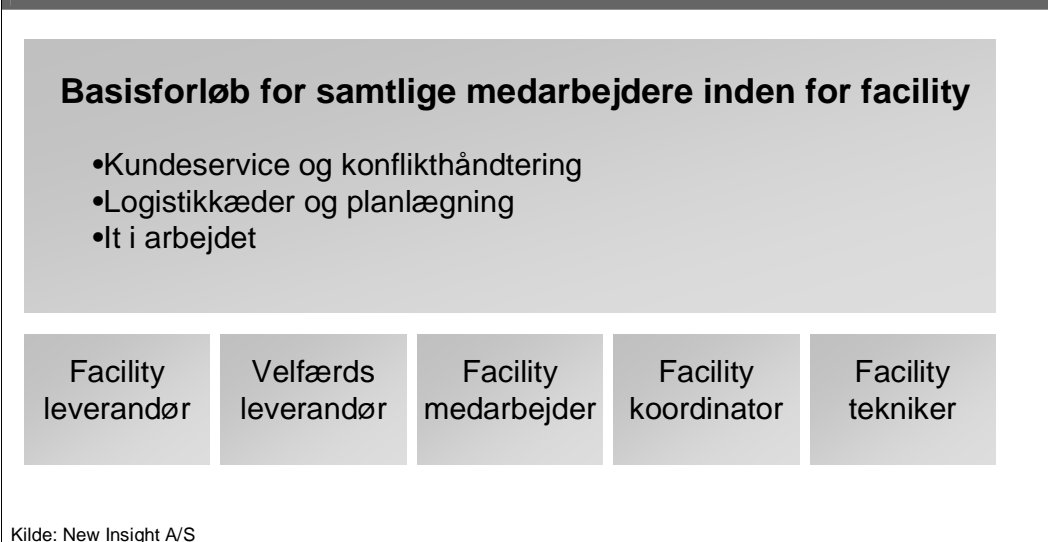 Basisforløb for samtlige medarbejdere inden for facility
•Kundeservice og konflikthåndtering
•Logistikkæder og planlægning
•It i arbejdet
Facility
leverandør
Velfærds
leverandør
Facility
medarbejder
Facility
koordinator
Facility
tekniker
Kilde: New Insight A/S